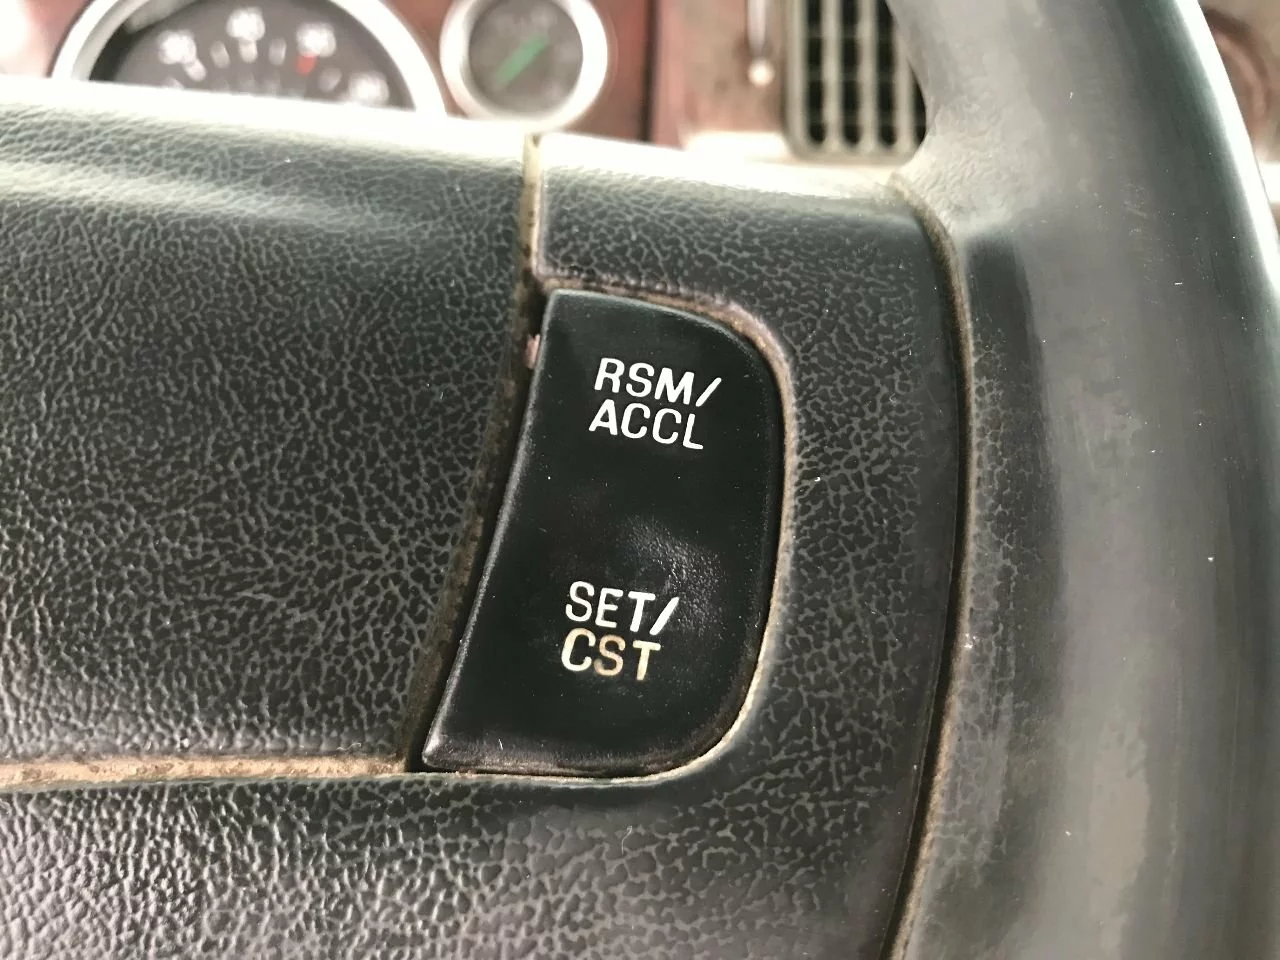 RSM/
ACCL
SET/
CST